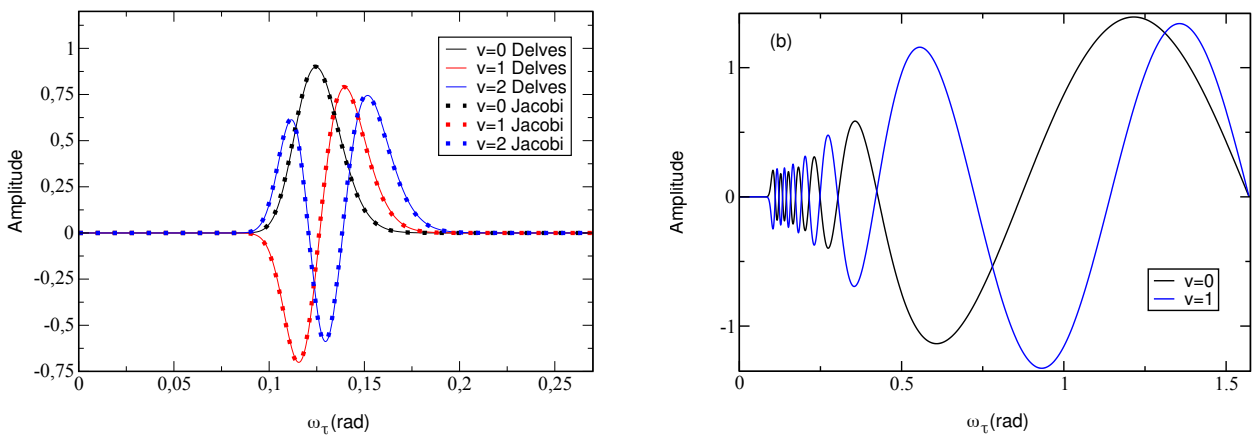 Amplitude
1
0,75
0,5
0,25
0
-0,25
-0,5
-0,75
0
0,05
0,1
0,15
0,2
0,25
ω_τ(rad)
v=0 Delves
v=1 Delves
v=2 Delves
v=0 Jacobi
v=1 Jacobi
v=2 Jacobi
(b)
Amplitude
1
0
-1
0
0.5
1
1.5
ω_τ(rad)
v=0
v=1